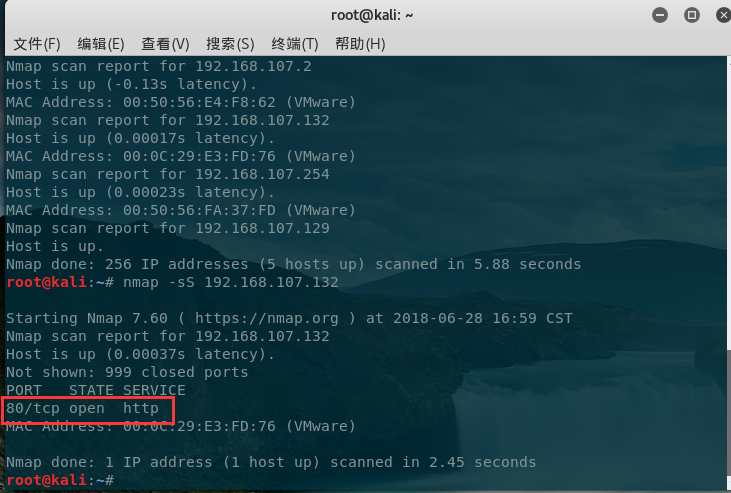 root@kali: ~
文件(F) 编辑(E) 查看(V) 搜索(S) 终端(T) 帮助(H)
Nmap scan report for 192.168.107.2
Host is up (-0.13s latency).
MAC Address: 00:50:56:E4:F8:62 (VMware)
Nmap scan report for 192.168.107.132
Host is up (0.00017s latency).
MAC Address: 00:0C:29:E3:FD:76 (VMware)
Nmap scan report for 192.168.107.254
Host is up (0.00023s latency).
MAC Address: 00:50:56:FA:37:FD (VMware)
Nmap scan report for 192.168.107.129
Host is up.
Nmap done: 256 IP addresses (5 hosts up) scanned in 5.88 seconds
root@kali:~# nmap -sS 192.168.107.132
Starting Nmap 7.60 ( https://nmap.org ) at 2018-06-28 16:59 CST
Nmap scan report for 192.168.107.132
Host is up (0.00037s latency).
Not shown: 999 closed ports
PORT   STATE SERVICE
80/tcp open  http
MAC Address: 00:0C:29:E3:FD:76 (VMware)
Nmap done: 1 IP address (1 host up) scanned in 2.45 seconds
root@kali:~#